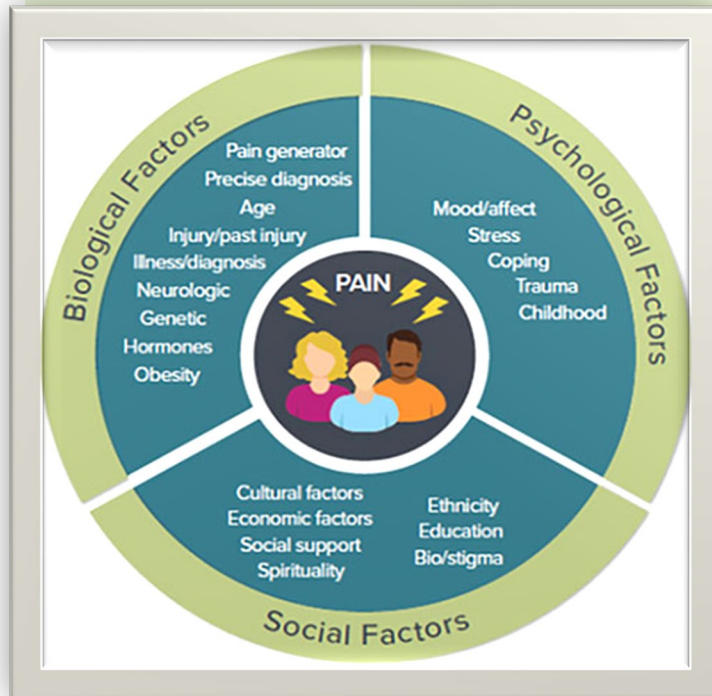 Biological Factors
Pain generator
Precise diagnosis
Age
Injury/past injury
Illness/diagnosis
Neurologic
Genetic
Hormones
Obesity
Psychological Factors
Mood/affect
Stress
Coping
Trauma
Childhood
PAIN
Cultural factors
Economic factors
Social support
Spirituality
Ethnicity
Education
Bio/stigma
Social Factors